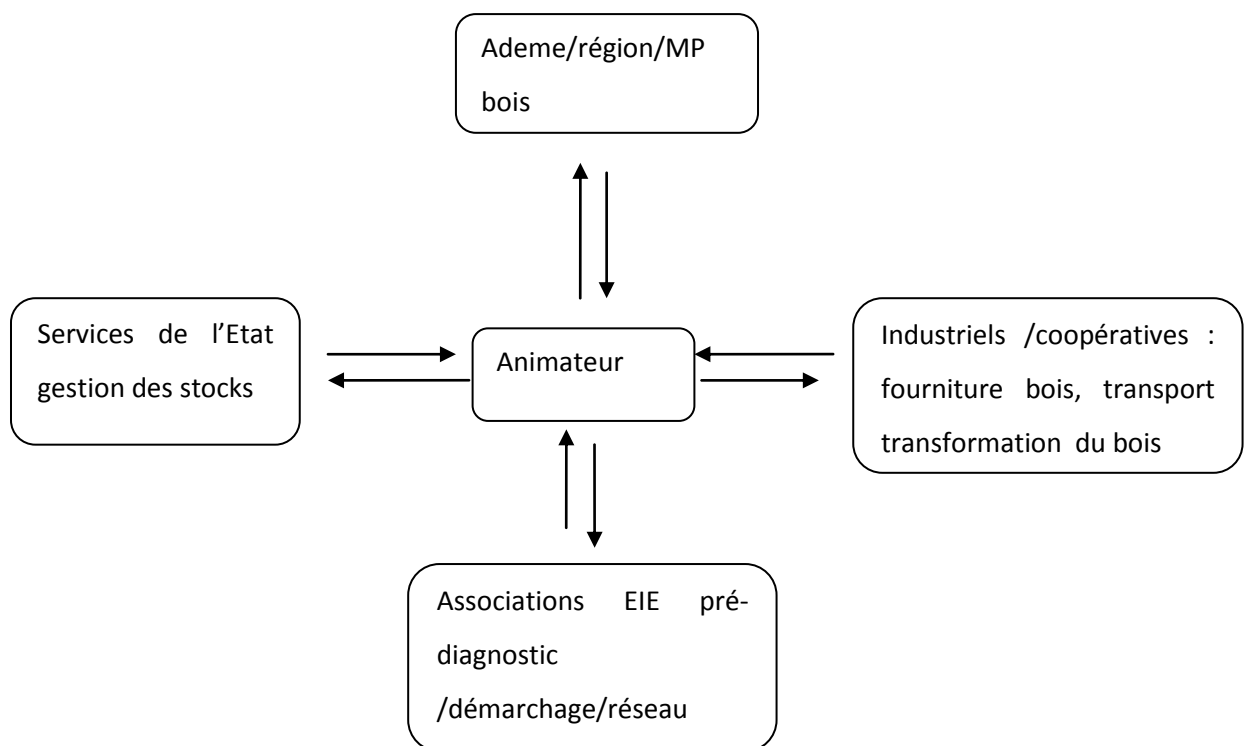 Ademe/région/MP
bois
Services de l’Etat
gestion des stocks
Animateur
Industriels /coopératives :
fourniture bois, transport
transformation du bois
Associations EIE pré-
diagnostic
/démarchage/réseau